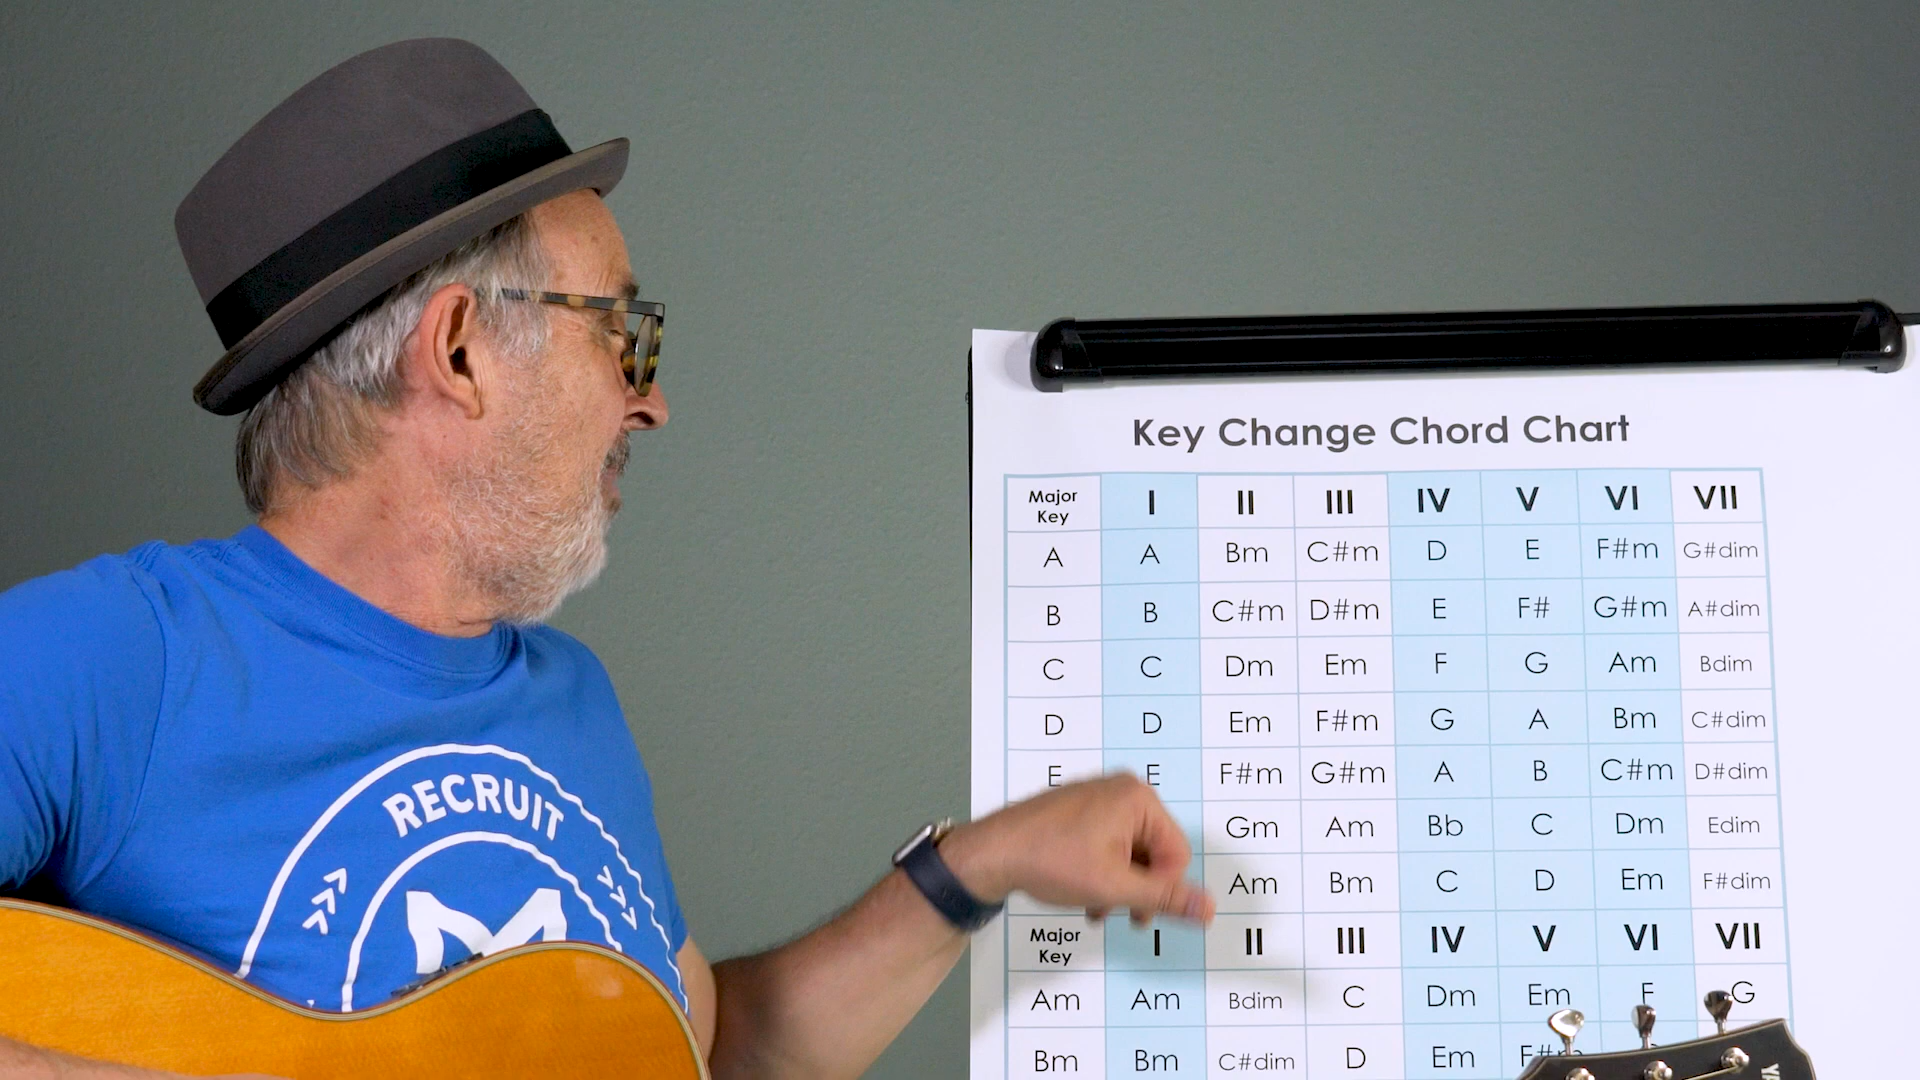 Key Change Chord Chart
Major Key I II III IV V VI VII
A A Bm C#m D E F#m G#dim
B B C#m D#m E F# G#m A#dim
C C Dm Em F G Am Bdim
D D Em F#m G A Bm C#dim
E E F#m G#m A B C#m D#dim
Gm Am Bb C Dm Edim
Am Bm C D Em F#dim
Major Key I II III IV V VI VII
Am Am Bdim C Dm Em F G
Bm Bm C#dim D Em
RECRUIT
M